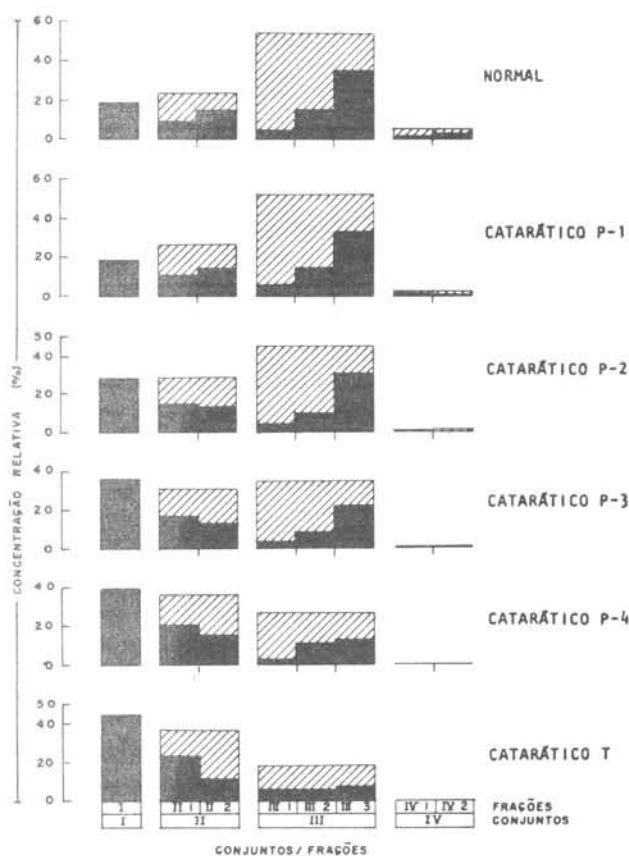 CONCENTRAÇÃO RELATIVA (%)
60
40
20
0
NORMAL
60
40
20
0
CATARÁTICO P-1
50
40
20
0
CATARÁTICO P-2
40
20
0
CATARÁTICO P-3
40
20
0
CATARÁTICO P-4
50
40
20
0
CATARÁTICO T
I II 1 II 2 III 1 III 2 III 3 IV 1 IV 2 FRAÇÕES
I II III IV CONJUNTOS
CONJUNTOS/FRAÇÕES